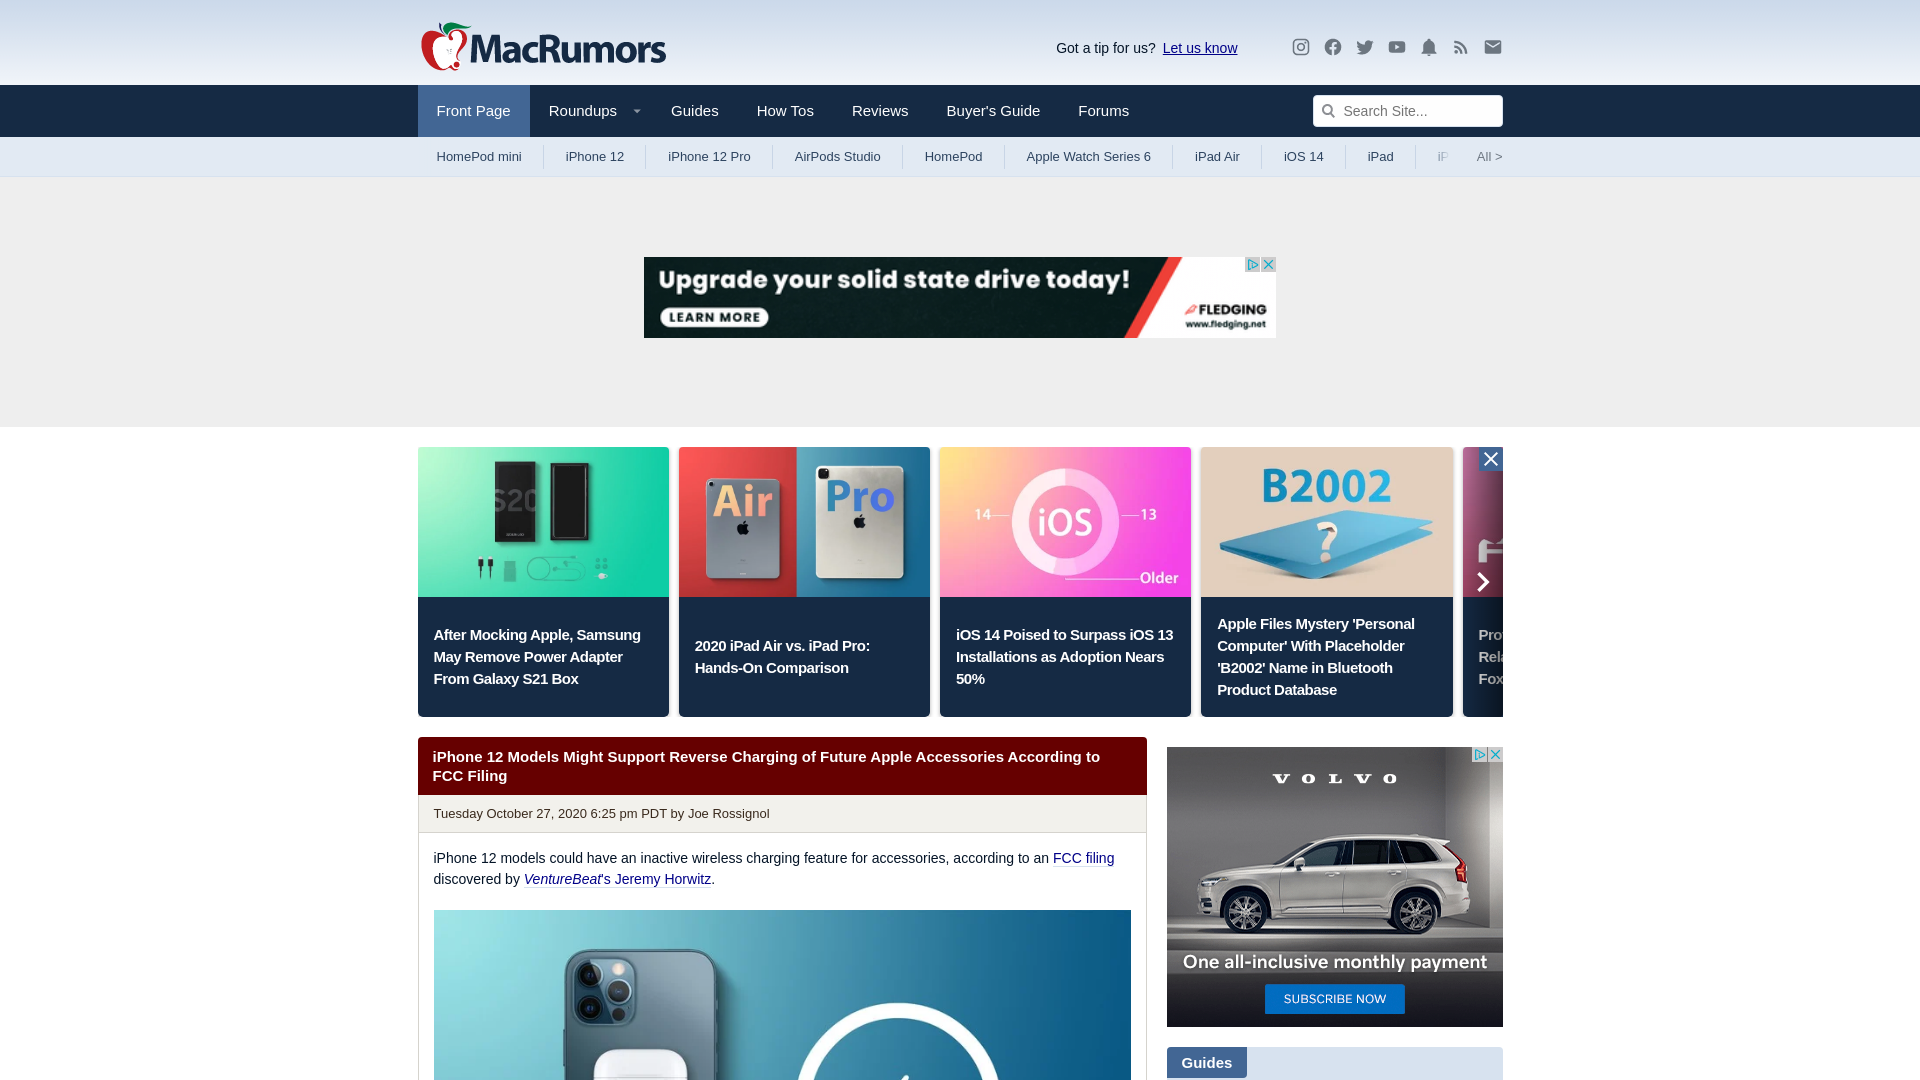 MacRumors
Got a tip for us? Let us know
Front Page
Roundups
Guides
How Tos
Reviews
Buyer's Guide
Forums
Search Site...
HomePod mini
iPhone 12
iPhone 12 Pro
AirPods Studio
HomePod
Apple Watch Series 6
iPad Air
iOS 14
iPad
iP
All >
Upgrade your solid state drive today!
LEARN MORE
FLEDGING
www.fledging.net
S20
Air
Pro
14
iOS
13
Older
B2002
?
After Mocking Apple, Samsung
May Remove Power Adapter
From Galaxy S21 Box
2020 iPad Air vs. iPad Pro:
Hands-On Comparison
iOS 14 Poised to Surpass iOS 13
Installations as Adoption Nears
50%
Apple Files Mystery 'Personal
Computer' With Placeholder
'B2002' Name in Bluetooth
Product Database
Pro
Rela
Fox
iPhone 12 Models Might Support Reverse Charging of Future Apple Accessories According to
FCC Filing
Tuesday October 27, 2020 6:25 pm PDT by Joe Rossignol
iPhone 12 models could have an inactive wireless charging feature for accessories, according to an FCC filing
discovered by VentureBeat's Jeremy Horwitz.
VOLVO
One all-inclusive monthly payment
SUBSCRIBE NOW
Guides